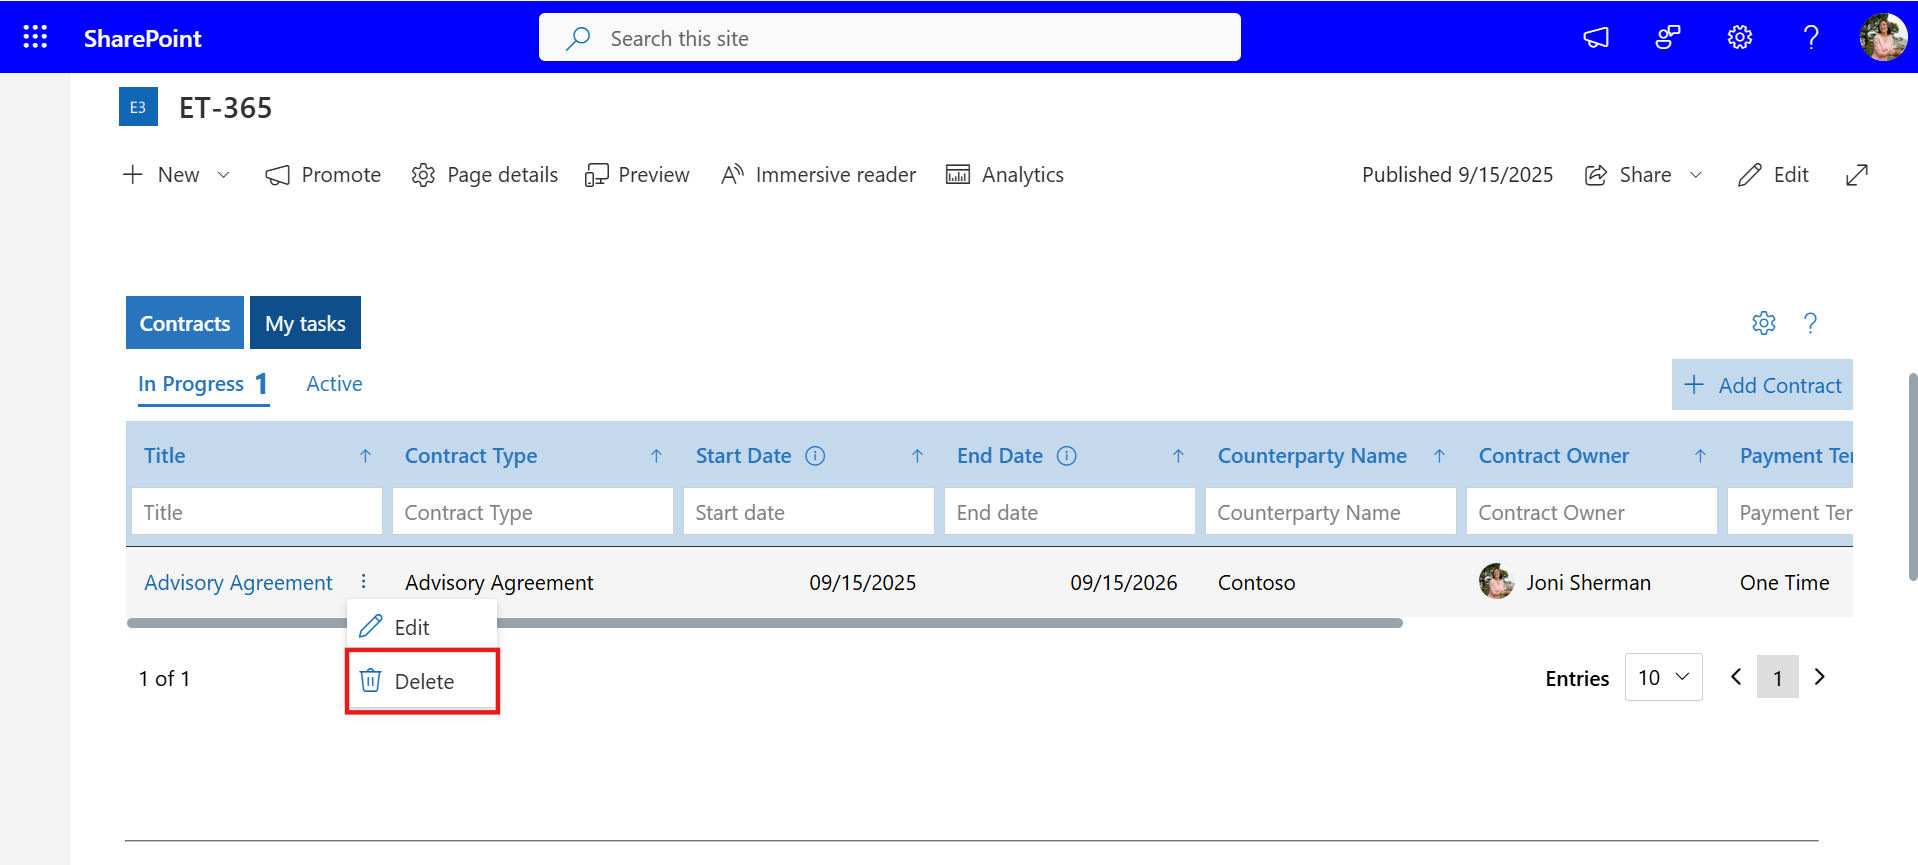 SharePoint
Search this site
E3
ET-365
New
Promote
Page details
Preview
Immersive reader
Analytics
Published 9/15/2025
Share
Edit
Contracts
My tasks
In Progress 1
Active
Add Contract
Title
Contract Type
Start Date
End Date
Counterparty Name
Contract Owner
Payment Ter
Title
Contract Type
Start date
End date
Counterparty Name
Contract Owner
Payment Ter
Advisory Agreement
Advisory Agreement
09/15/2025
09/15/2026
Contoso
Joni Sherman
One Time
Edit
Delete
1 of 1
Entries
10
1